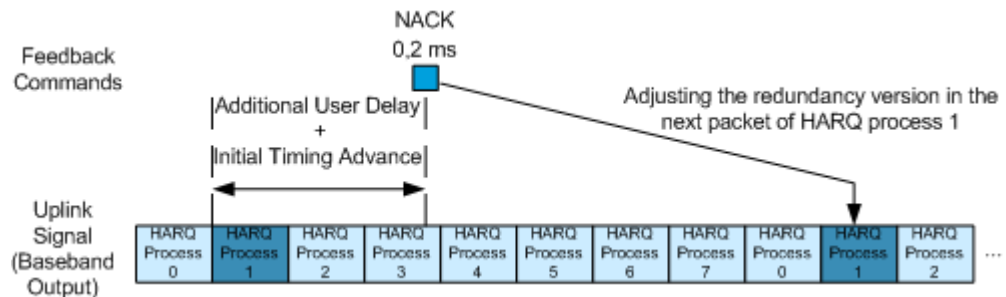 NACK
0,2 ms
Feedback
Commands
Additional User Delay
+
Initial Timing Advance
Adjusting the redundancy version in the
next packet of HARQ process 1
Uplink
Signal
(Baseband
Output)
HARQ
Process
0
HARQ
Process
1
HARQ
Process
2
HARQ
Process
3
HARQ
Process
4
HARQ
Process
5
HARQ
Process
6
HARQ
Process
7
HARQ
Process
0
HARQ
Process
1
HARQ
Process
2
...